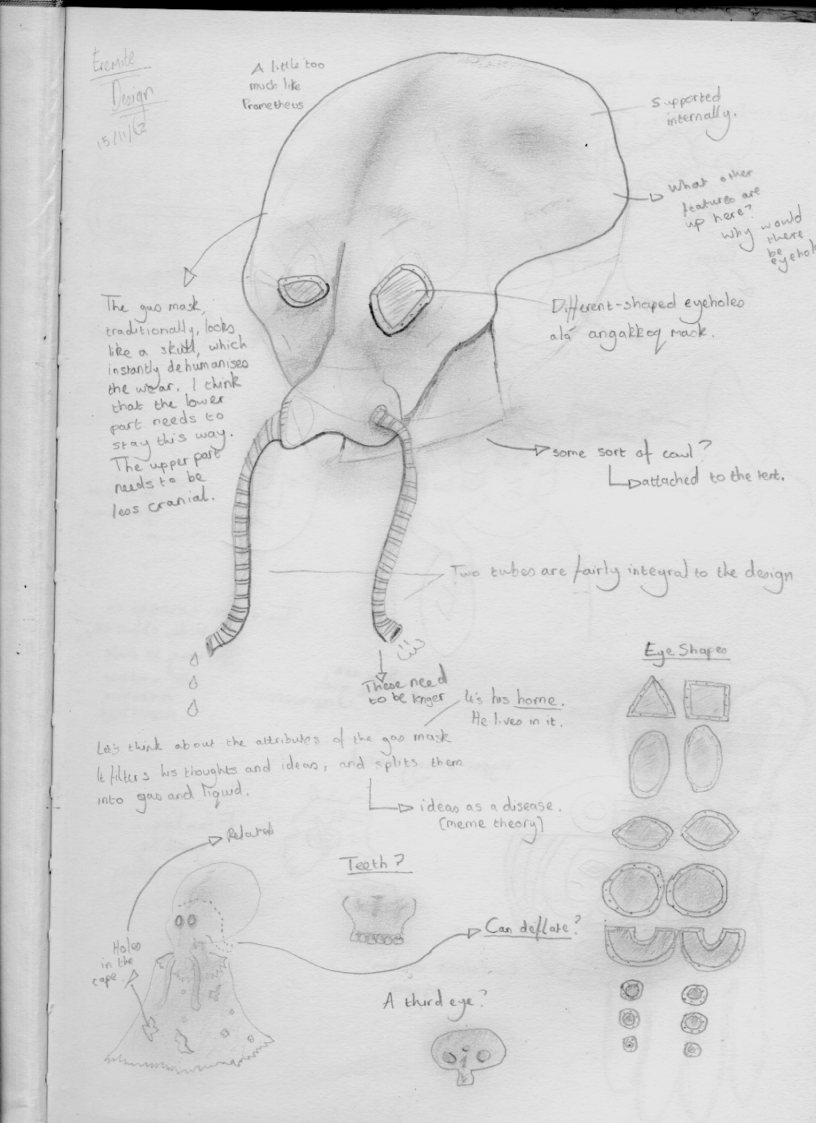 Eremite
Design
15/11/62
A little too
much like
Prometheus
Supported
internally.
What other
features are
up here?
Why would
there
be
eyehol
The gas mask,
traditionally, looks
like a skull, which
instantly dehumanises
the wear. I think
that the lower
part needs to
stay this way.
The upper part
needs to be
less cranial.
Different-shaped eyeholes
alá angakkoq mask.
some sort of cowl?
attached to the tent.
Two tubes are fairly integral to the design
These need
to be longer
It's his home.
He lives in it.
Let's think about the attributes of the gas mask
It filters his thoughts and ideas, and splits them
into gas and liquid.
ideas as a disease.
(meme theory)
Eye Shapes
Related
Holes
in the
cape
Teeth?
Can deflate?
A third eye?